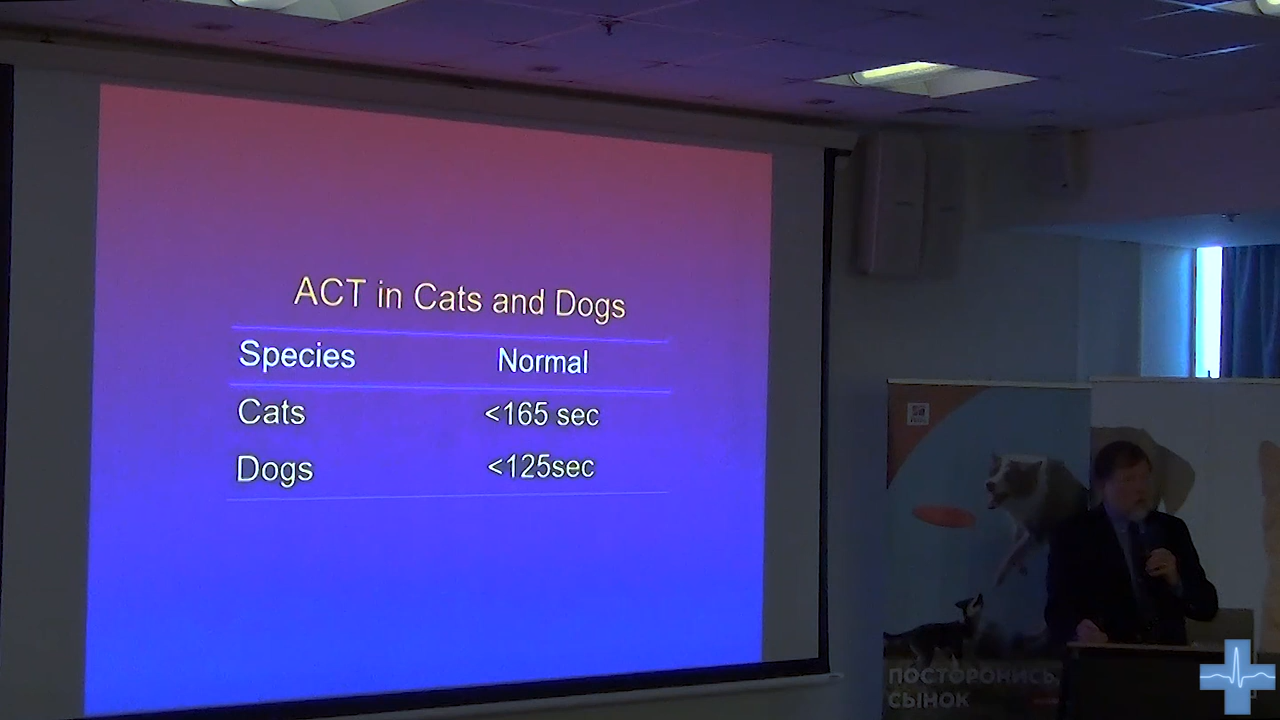 ACT in Cats and Dogs
Species Normal
Cats <165 sec
Dogs <125sec
ПОСТОРОНИСЬ,
СЫНОК